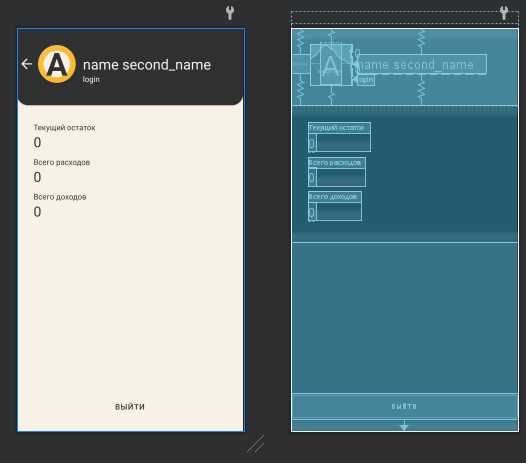 A
name second_name
login
Текущий остаток
0
Всего расходов
0
Всего доходов
0
ВЫЙТИ
A
name second_name
login
Текущий остаток
0
Всего расходов
0
Всего доходов
0
ВЫЙТИ